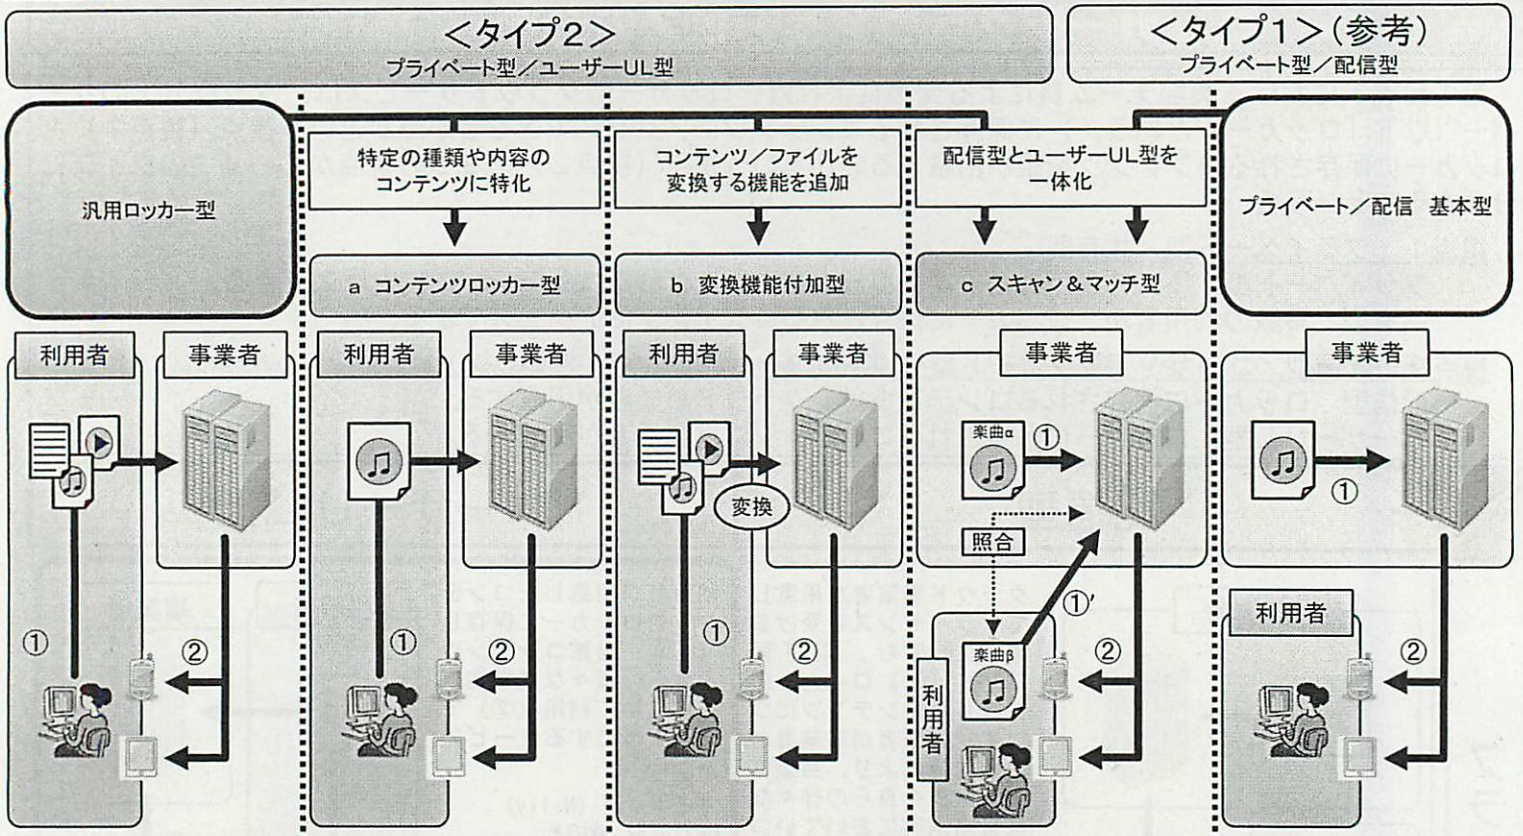 ＜タイプ２＞
プライベート型／ユーザーUL型
＜タイプ１＞（参考）
プライベート型／配信型
汎用ロッカー型
特定の種類や内容の
コンテンツに特化
コンテンツ／ファイルを
変換する機能を追加
配信型とユーザーUL型を
一体化
プライベート／配信 基本型
a コンテンツロッカー型
b 変換機能付加型
c スキャン＆マッチ型
利用者
事業者
①
②
利用者
事業者
①
②
利用者
事業者
変換
①
②
事業者
楽曲α
①
照合
①′
楽曲β
利用者
②
事業者
①
利用者
②